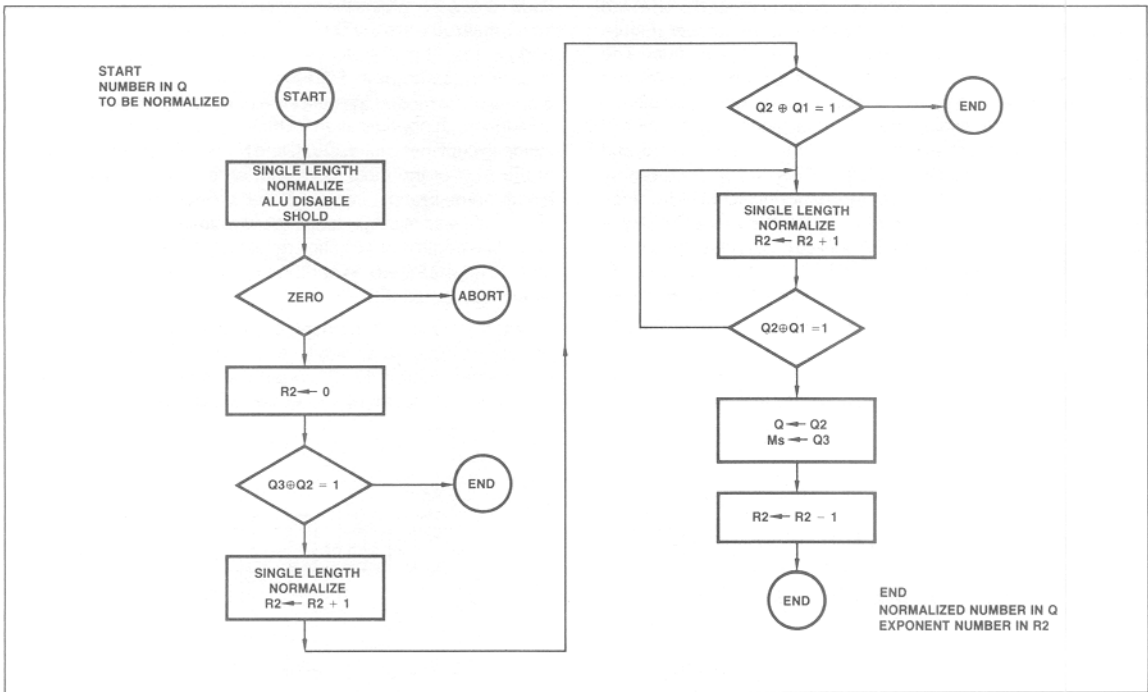 START
NUMBER IN Q
TO BE NORMALIZED
START
SINGLE LENGTH
NORMALIZE
ALU DISABLE
SHOLD
ZERO
ABORT
R2 ← 0
Q3⊕Q2 = 1
END
SINGLE LENGTH
NORMALIZE
R2 ← R2 + 1
Q2 ⊕ Q1 = 1
END
SINGLE LENGTH
NORMALIZE
R2 ← R2 + 1
Q2⊕Q1 = 1
Q ← Q2
Ms ← Q3
R2 ← R2 − 1
END
END
NORMALIZED NUMBER IN Q
EXPONENT NUMBER IN R2